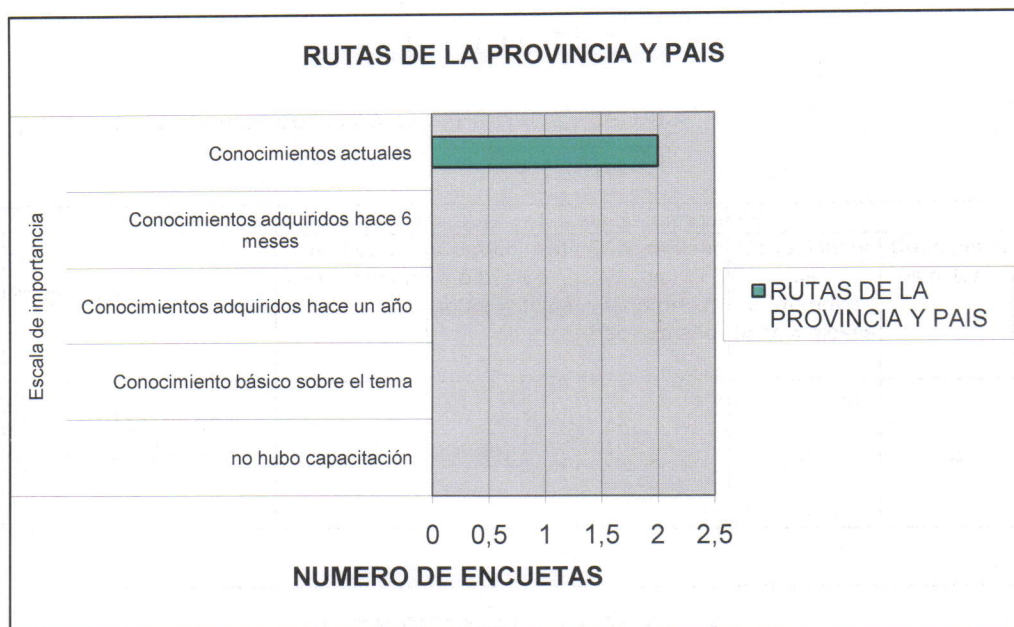 RUTAS DE LA PROVINCIA Y PAIS
Escala de importancia
Conocimientos actuales
Conocimientos adquiridos hace 6
meses
Conocimientos adquiridos hace un año
Conocimiento básico sobre el tema
no hubo capacitación
0 0,5 1 1,5 2 2,5
NUMERO DE ENCUETAS
RUTAS DE LA
PROVINCIA Y PAIS